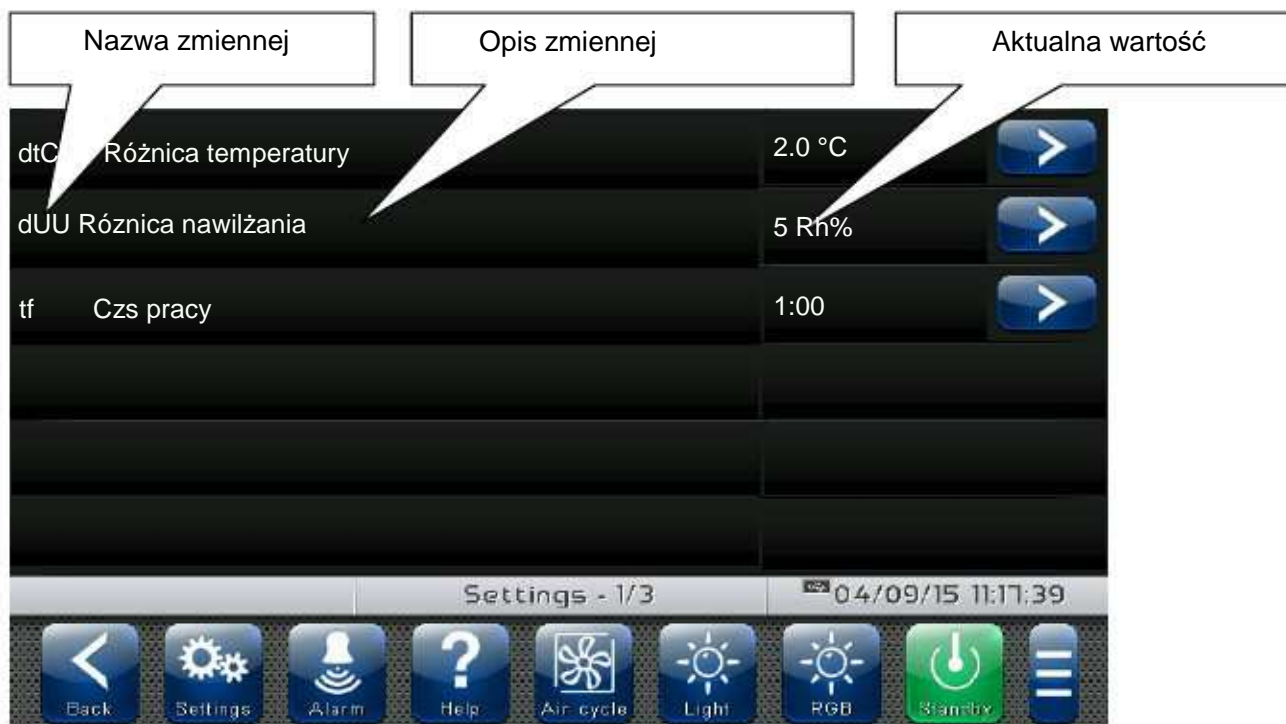 Nazwa zmiennej Opis zmiennej Aktualna wartość
dtC Różnica temperatury 2.0 °C
dUU Róznica nawilżania 5 Rh%
tf Czs pracy 1:00
Settings - 1/3 04/09/15 11:17:39
Back Settings Alarm Help Air cycle Light RGB Standby